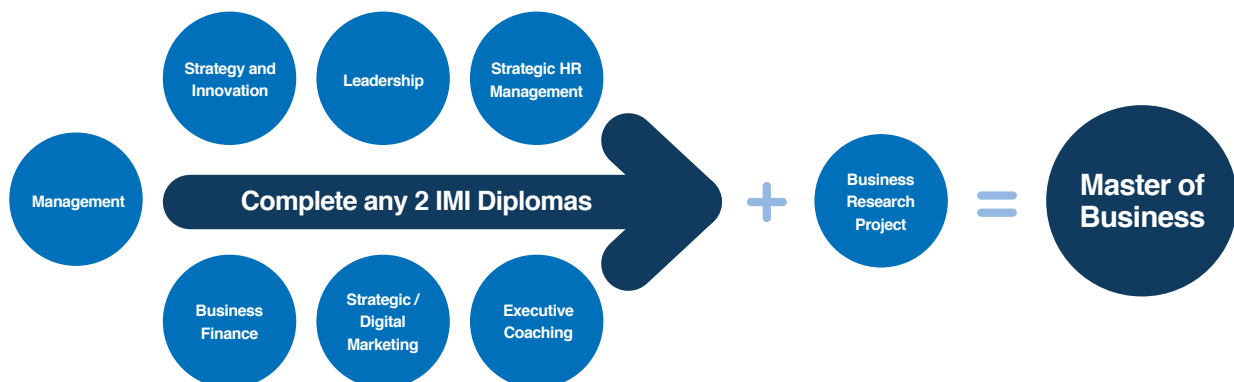 Strategy and
Innovation
Leadership
Strategic HR
Management
Management
Complete any 2 IMI Diplomas
+
Business
Research
Project
=
Master of
Business
Business
Finance
Strategic /
Digital
Marketing
Executive
Coaching